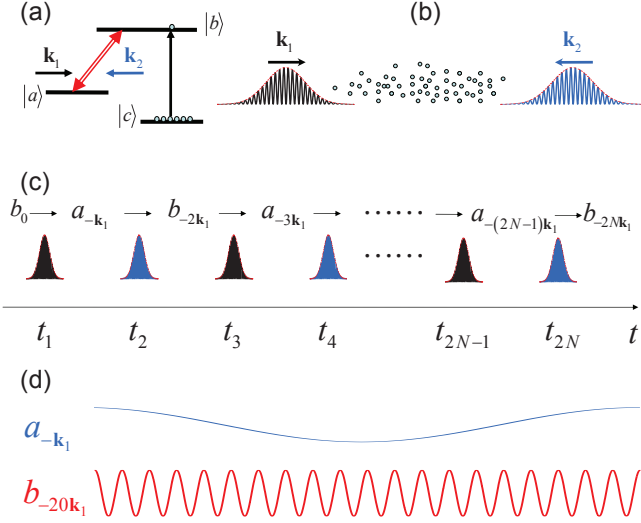 (a)
(b)
|b⟩
k₁
k₂
k₁
k₂
|a⟩
|c⟩
(c)
b₀ → a₋ₖ₁ → b₋₂ₖ₁ → a₋₃ₖ₁ → ...... → a₋₍₂N₋₁₎ₖ₁ → b₋₂Nₖ₁
......
t₁ t₂ t₃ t₄ t₂N₋₁ t₂N t
(d)
a₋ₖ₁
b₋₂₀ₖ₁